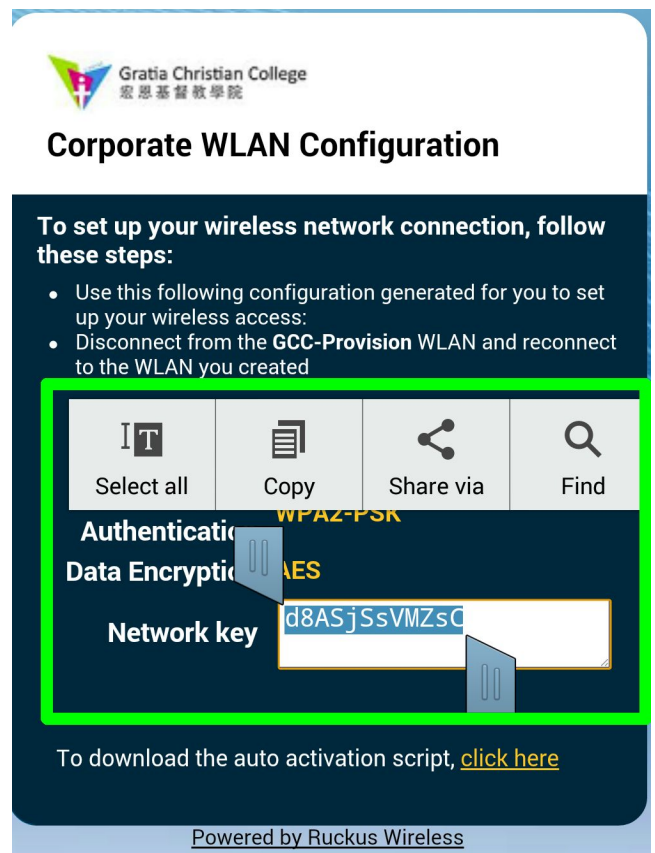 Gratia Christian College
宏恩基督教學院
Corporate WLAN Configuration
To set up your wireless network connection, follow
these steps:
• Use this following configuration generated for you to set
up your wireless access:
• Disconnect from the GCC-Provision WLAN and reconnect
to the WLAN you created
Select all Copy Share via Find
WPA2-PSK
AES
Network key d8ASjSsVMZsC
To download the auto activation script, click here
Powered by Ruckus Wireless